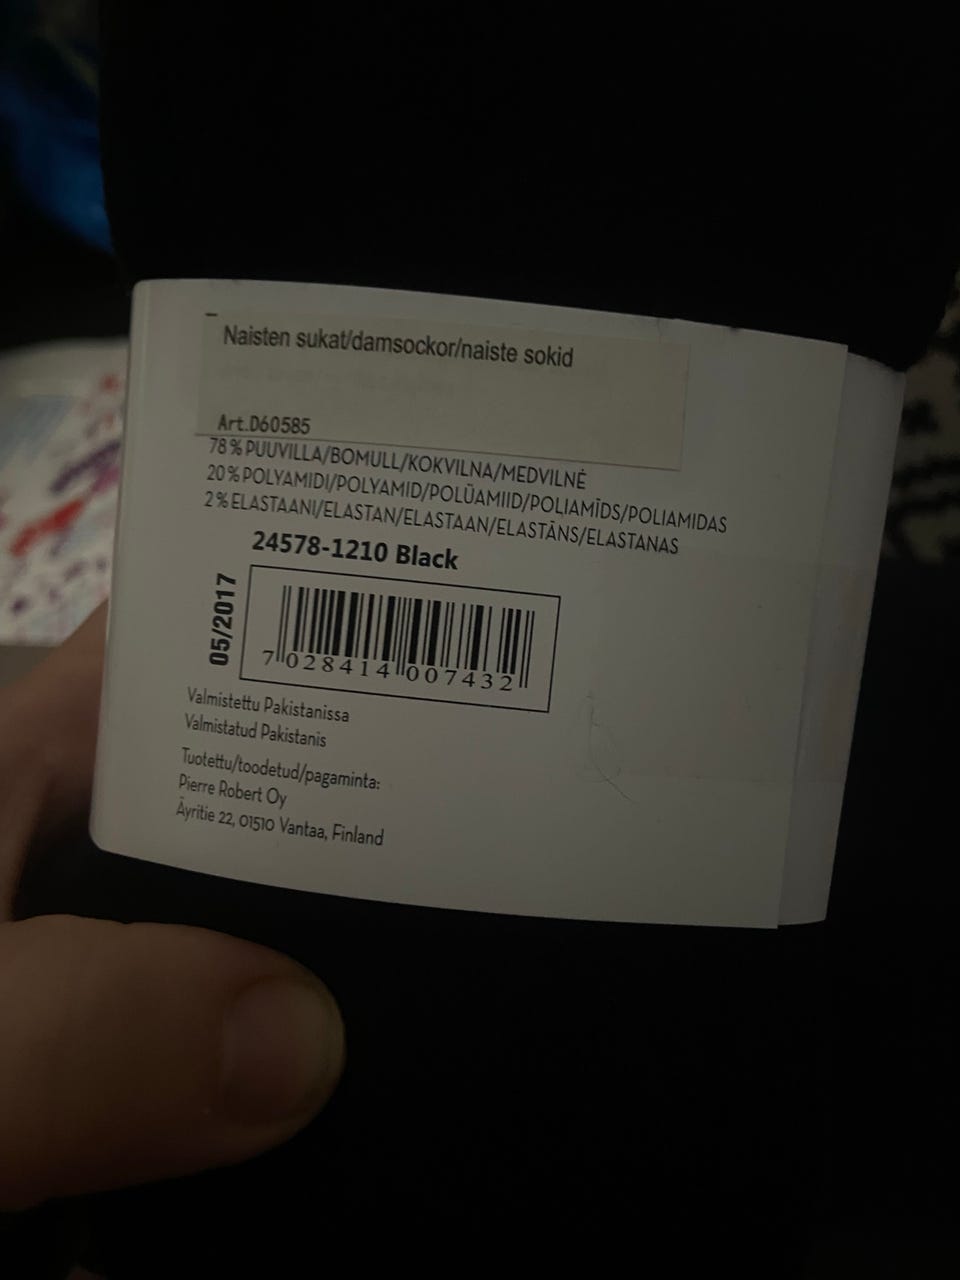 Naisten sukat/damsockor/naiste sokid
Art.D60585
78% PUUVILLA/BOMULL/KOKVILNA/MEDVILNĖ
20% POLYAMIDI/POLYAMID/POLÜAMIID/POLIAMĪDS/POLIAMIDAS
2% ELASTAANI/ELASTAN/ELASTAAN/ELASTĀNS/ELASTANAS
24578-1210 Black
05/2017
7 028414 007432
Valmistettu Pakistanissa
Valmistatud Pakistanis
Tuotettu/toodetud/pagaminta:
Pierre Robert Oy
Äyritie 22, 01510 Vantaa, Finland